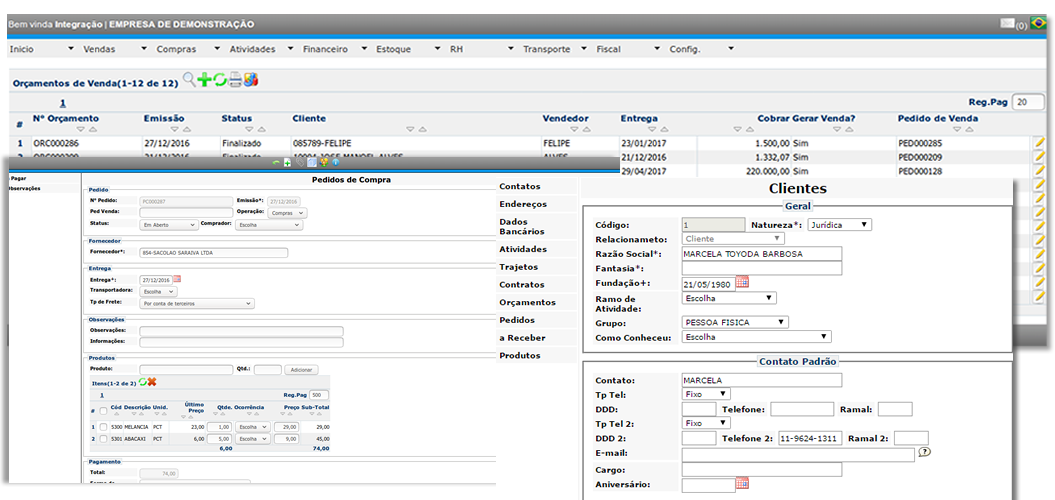 Bem vinda Integração | EMPRESA DE DEMONSTRAÇÃO (0)
Inicio Vendas Compras Atividades Financeiro Estoque RH Transporte Fiscal Config.
Orçamentos de Venda(1-12 de 12)
1 Reg.Pag 20
# Nº Orçamento Emissão Status Cliente Vendedor Entrega Cobrar Gerar Venda? Pedido de Venda
1 ORC000286 27/12/2016 Finalizado 085789-FELIPE FELIPE 23/01/2017 1.500,00 Sim PED000285
21/12/2016 1.332,07 Sim PED000209
29/04/2017 220.000,00 Sim PED000128
Pagar
Observações
Pedidos de Compra
Pedido
Nº Pedido: PC000287 Emissão*: 27/12/2016
Ped Venda: Operação: Compras
Status: Em Aberto Comprador: Escolha
Fornecedor
Fornecedor*: 854-SACOLAO SARAIVA LTDA
Entrega
Entrega*: 27/12/2016
Transportadora: Escolha
Tp de Frete: Por conta de terceiros
Observações
Observações:
Informações:
Produtos
Produto: Qtd.: Adicionar
Itens(1-2 de 2)
1 Reg.Pag 500
# Cód Descrição Unid. Último Preço Qtde. Ocorrência Preço Sub-Total
1 5300 MELANCIA PCT 23,00 1,00 Escolha 29,00 29,00
2 5301 ABACAXI PCT 6,00 5,00 Escolha 9,00 45,00
6,00 74,00
Pagamento
Total: 74,00
Contatos
Endereços
Dados
Bancários
Atividades
Trajetos
Contratos
Orçamentos
Pedidos
a Receber
Produtos
Clientes
Geral
Código: 1 Natureza*: Jurídica
Relacionameto: Cliente
Razão Social*: MARCELA TOYODA BARBOSA
Fantasia*:
Fundação+: 21/05/1980
Ramo de
Atividade: Escolha
Grupo: PESSOA FISICA
Como Conheceu: Escolha
Contato Padrão
Contato: MARCELA
Tp Tel: Fixo
DDD: Telefone: Ramal:
Tp Tel 2: Fixo
DDD 2: Telefone 2: 11-9624-1311 Ramal 2:
E-mail: ?
Cargo:
Aniversário: